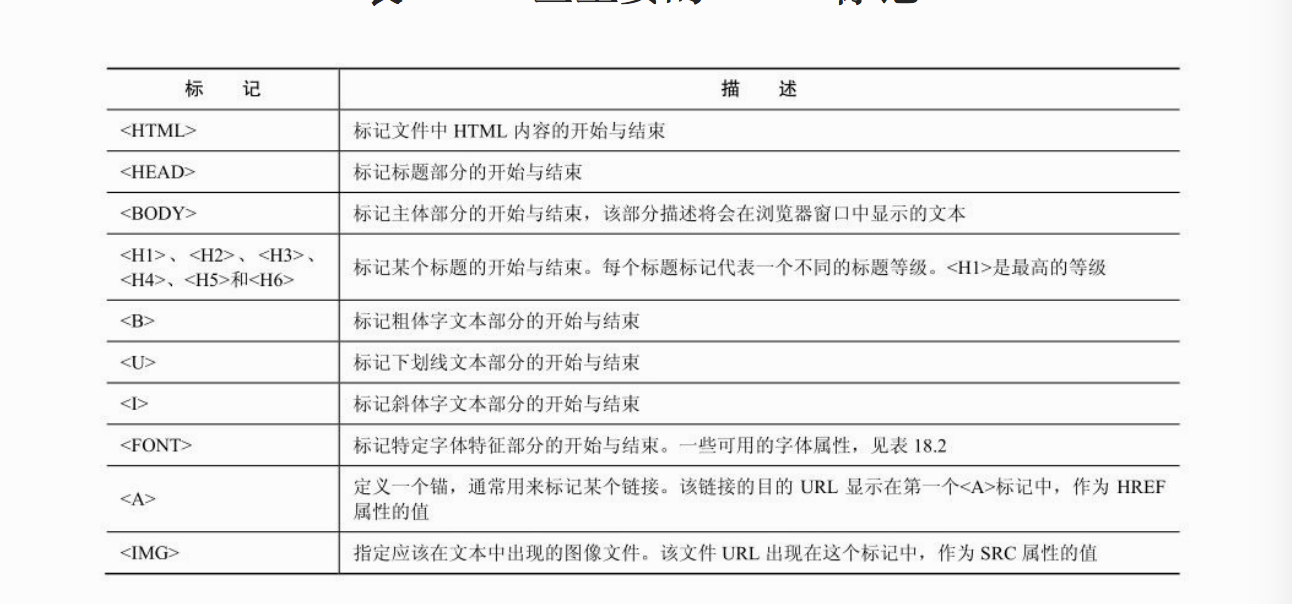 标 记
描 述
<HTML>
标记文件中 HTML 内容的开始与结束
<HEAD>
标记标题部分的开始与结束
<BODY>
标记主体部分的开始与结束，该部分描述将会在浏览器窗口中显示的文本
<H1>、<H2>、<H3>、
<H4>、<H5>和<H6>
标记某个标题的开始与结束。每个标题标记代表一个不同的标题等级。<H1>是最高的等级
<B>
标记粗体字文本部分的开始与结束
<U>
标记下划线文本部分的开始与结束
<I>
标记斜体字文本部分的开始与结束
<FONT>
标记特定字体特征部分的开始与结束。一些可用的字体属性，见表 18.2
<A>
定义一个锚，通常用来标记某个链接。该链接的目的 URL 显示在第一个<A>标记中，作为 HREF
属性的值
<IMG>
指定应该在文本中出现的图像文件。该文件 URL 出现在这个标记中，作为 SRC 属性的值